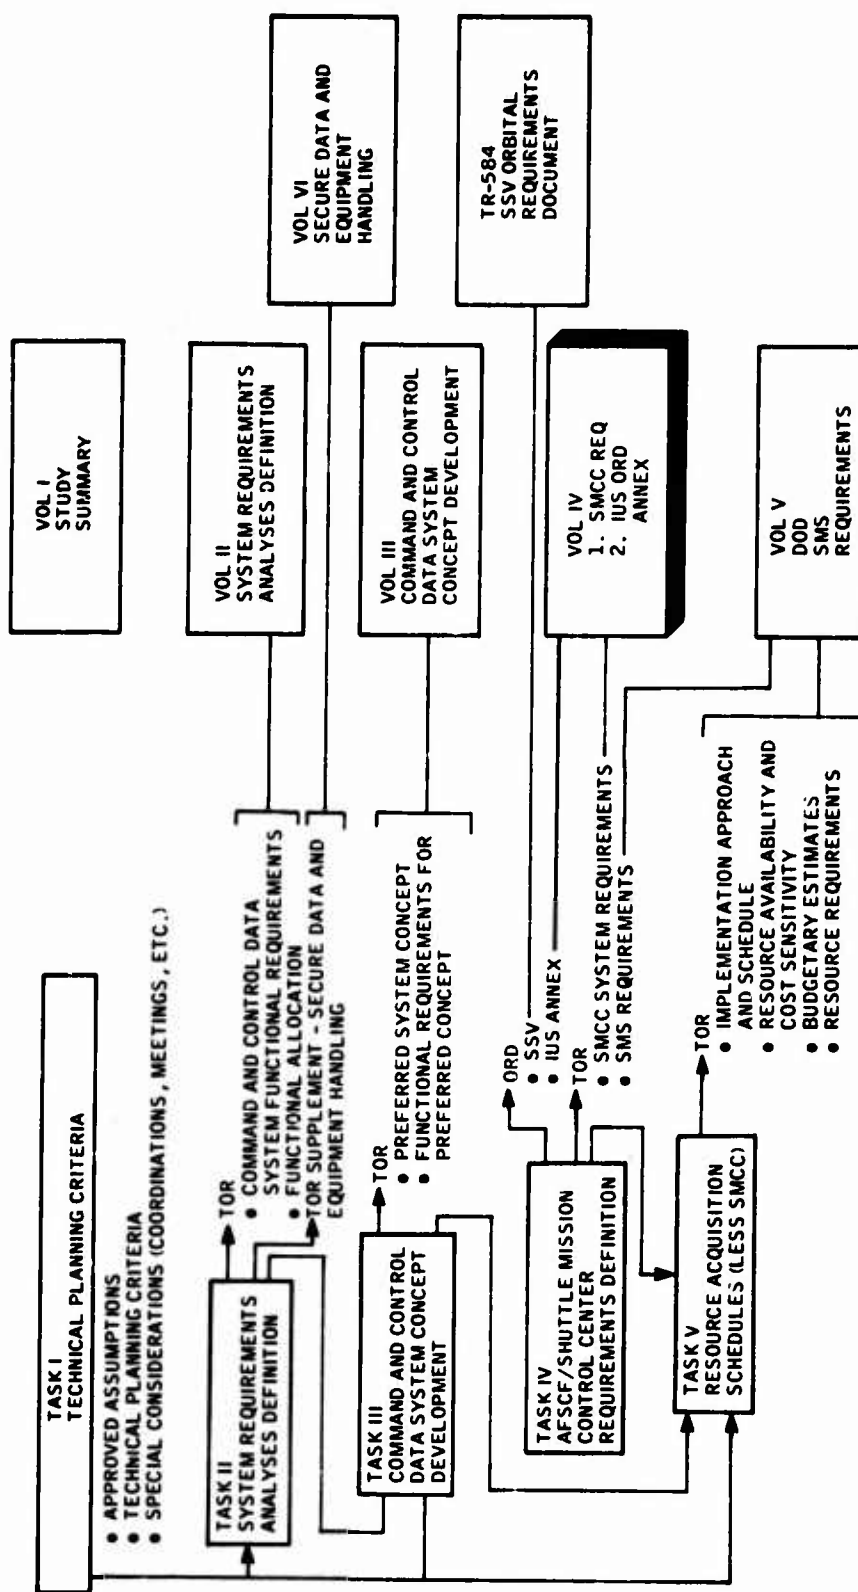 TASK I
TECHNICAL PLANNING CRITERIA
• APPROVED ASSUMPTIONS
• TECHNICAL PLANNING CRITERIA
• SPECIAL CONSIDERATIONS (COORDINATIONS, MEETINGS, ETC.)
TASK II
SYSTEM REQUIREMENTS
ANALYSES DEFINITION
TOR
• COMMAND AND CONTROL DATA
SYSTEM FUNCTIONAL REQUIREMENTS
• FUNCTIONAL ALLOCATION
TOR SUPPLEMENT - SECURE DATA AND
EQUIPMENT HANDLING
TASK III
COMMAND AND CONTROL
DATA SYSTEM CONCEPT
DEVELOPMENT
TOR
• PREFERRED SYSTEM CONCEPT
• FUNCTIONAL REQUIREMENTS FOR
PREFERRED CONCEPT
TASK IV
AFSCF/SHUTTLE MISSION
CONTROL CENTER
REQUIREMENTS DEFINITION
ORD
• SSV
• IUS ANNEX
TOR
• SMCC SYSTEM REQUIREMENTS
• SMS REQUIREMENTS
TASK V
RESOURCE ACQUISITION
SCHEDULES (LESS SMCC)
TOR
• IMPLEMENTATION APPROACH
AND SCHEDULE
• RESOURCE AVAILABILITY AND
COST SENSITIVITY
• BUDGETARY ESTIMATES
• RESOURCE REQUIREMENTS
VOL I
STUDY
SUMMARY
VOL II
SYSTEM REQUIREMENTS
ANALYSES DEFINITION
VOL III
COMMAND AND CONTROL
DATA SYSTEM
CONCEPT DEVELOPMENT
VOL IV
1. SMCC REQ
2. IUS ORD
ANNEX
VOL V
DOD
SMS
REQUIREMENTS
VOL VI
SECURE DATA AND
EQUIPMENT
HANDLING
TR-584
SSV ORBITAL
REQUIREMENTS
DOCUMENT